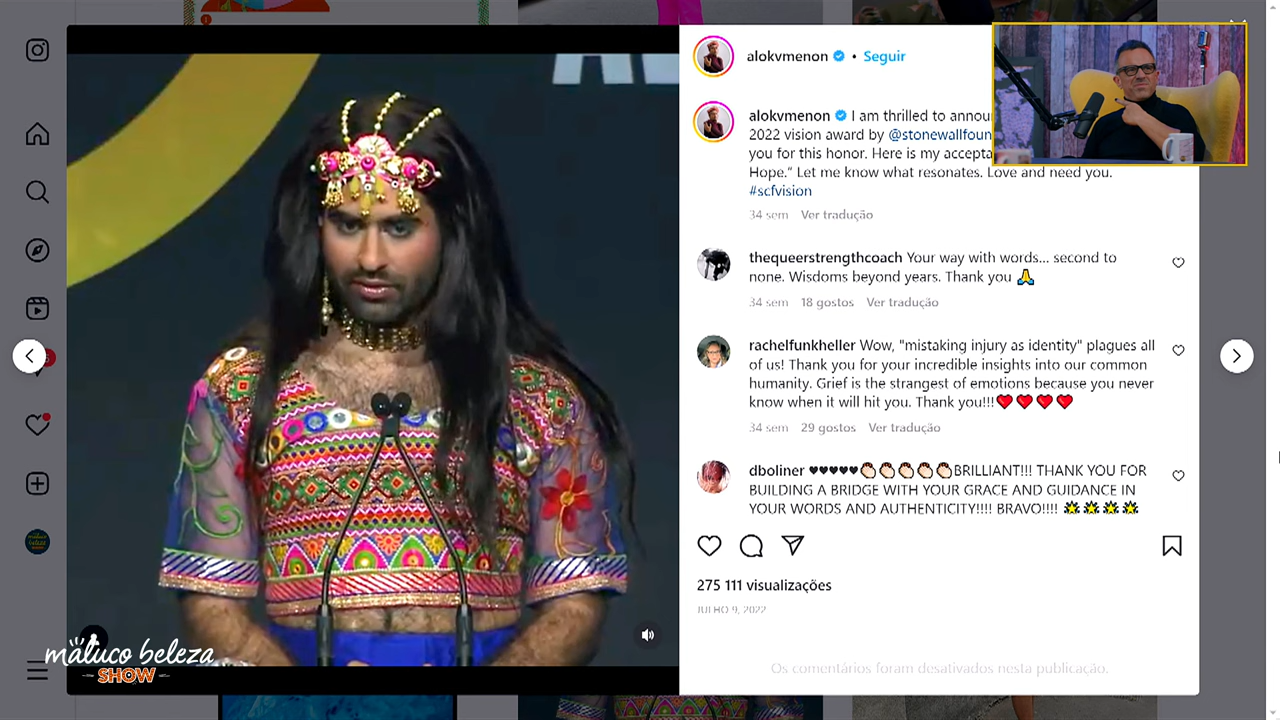 alokvmenon • Seguir
alokvmenon I am thrilled to annou
2022 vision award by @stonewallfoun
you for this honor. Here is my accepta
Hope." Let me know what resonates. Love and need you.
#scfvision
34 sem Ver tradução
thequeerstrengthcoach Your way with words... second to
none. Wisdoms beyond years. Thank you 🙏
34 sem 18 gostos Ver tradução
rachelfunkheller Wow, "mistaking injury as identity" plagues all
of us! Thank you for your incredible insights into our common
humanity. Grief is the strangest of emotions because you never
know when it will hit you. Thank you!!!❤️❤️❤️❤️
34 sem 29 gostos Ver tradução
dboliner ♥♥♥♥♥👏👏👏👏👏BRILLIANT!!! THANK YOU FOR
BUILDING A BRIDGE WITH YOUR GRACE AND GUIDANCE IN
YOUR WORDS AND AUTHENTICITY!!!! BRAVO!!!! 🌟🌟🌟🌟
275 111 visualizações
JULHO 9, 2022
Os comentários foram desativados nesta publicação.
maluco beleza
SHOW